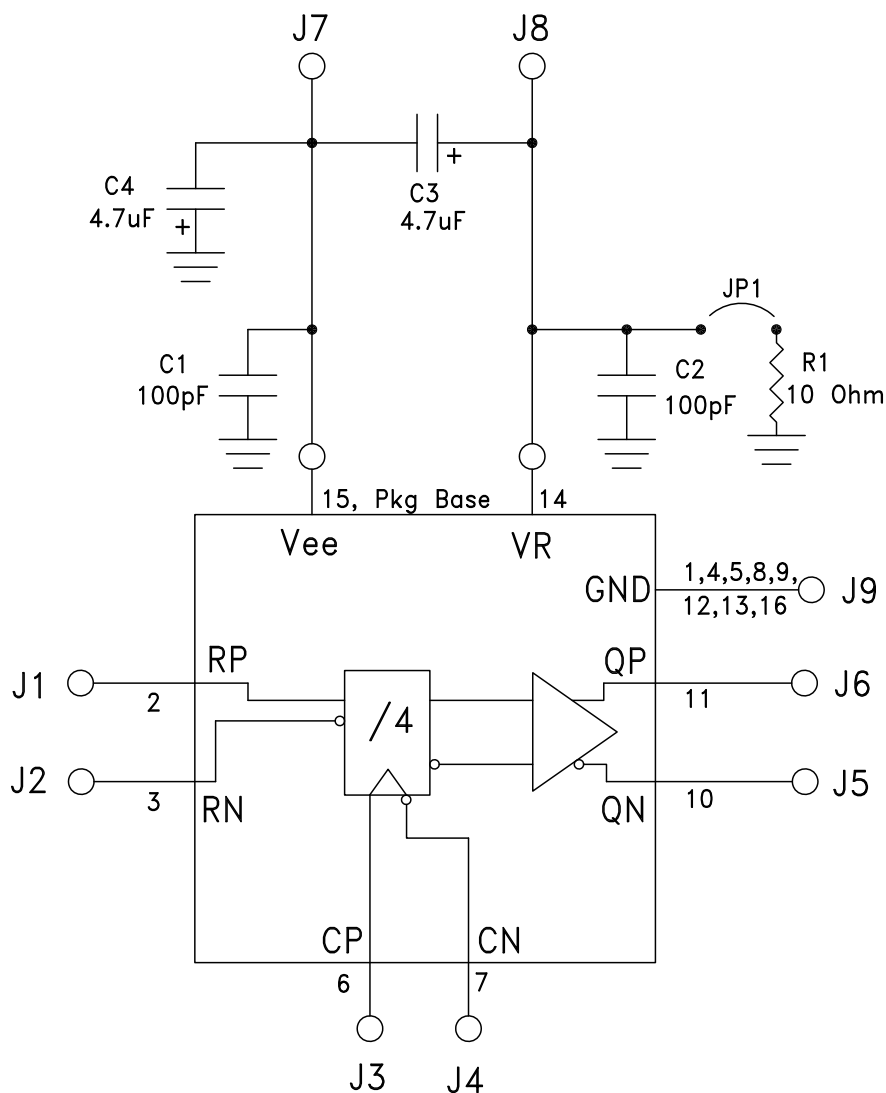 J7
J8
C4
4.7uF
+
+
C3
4.7uF
JP1
C1
100pF
C2
100pF
R1
10 Ohm
15, Pkg Base
14
Vee
VR
GND
1,4,5,8,9,
12,13,16
J9
J1
2
RP
QP
11
J6
/4
J2
3
RN
QN
10
J5
CP
CN
6
7
J3
J4